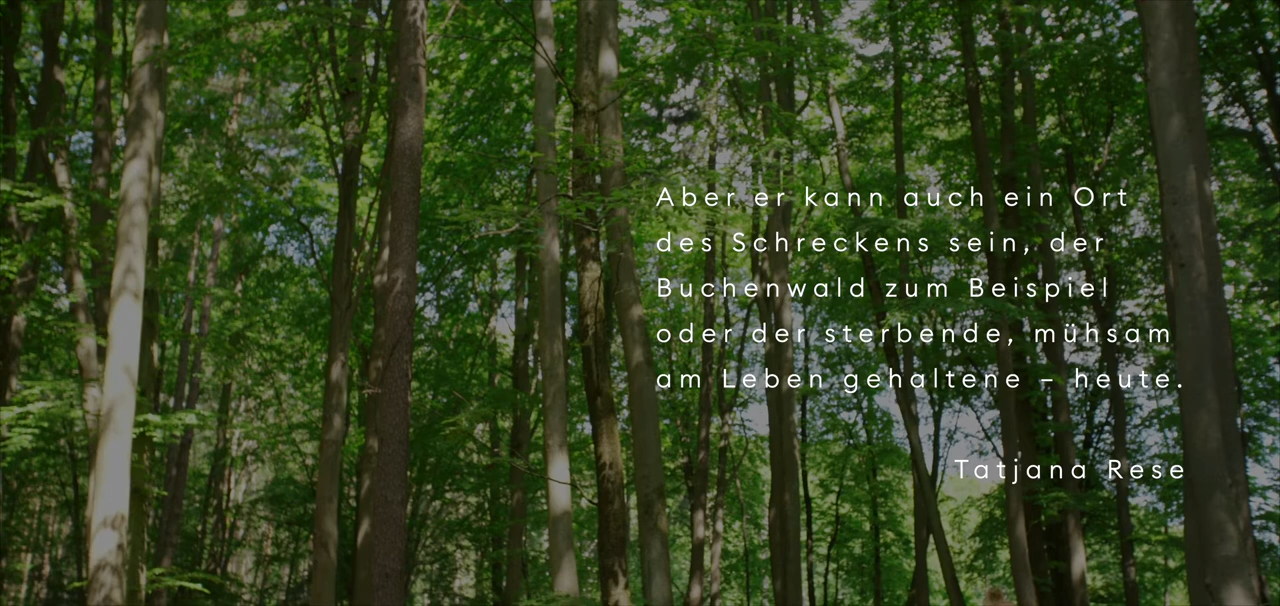 Aber er kann auch ein Ort
des Schreckens sein, der
Buchenwald zum Beispiel
oder der sterbende, mühsam
am Leben gehaltene – heute.
Tatjana Rese